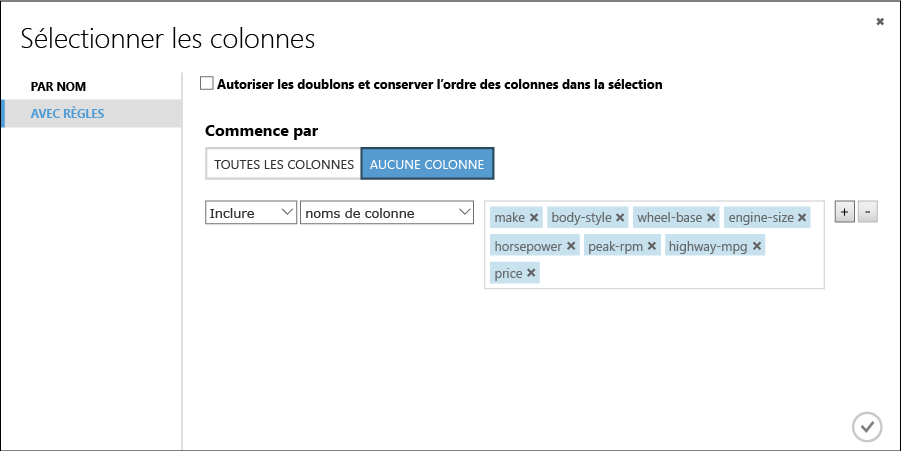 Sélectionner les colonnes
PAR NOM
AVEC RÈGLES
Autoriser les doublons et conserver l'ordre des colonnes dans la sélection
Commence par
TOUTES LES COLONNES AUCUNE COLONNE
Inclure noms de colonne
make body-style wheel-base engine-size
horsepower peak-rpm highway-mpg
price
+ -